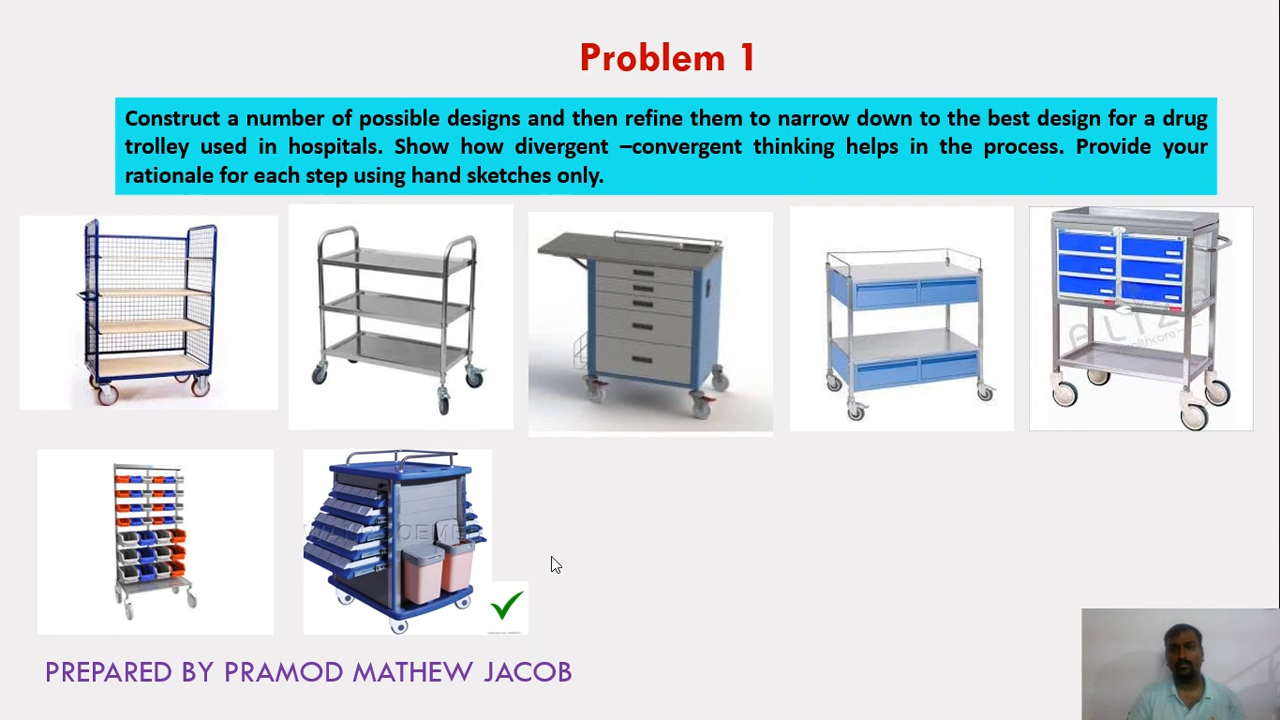 Problem 1
Construct a number of possible designs and then refine them to narrow down to the best design for a drug
trolley used in hospitals. Show how divergent –convergent thinking helps in the process. Provide your
rationale for each step using hand sketches only.
PREPARED BY PRAMOD MATHEW JACOB